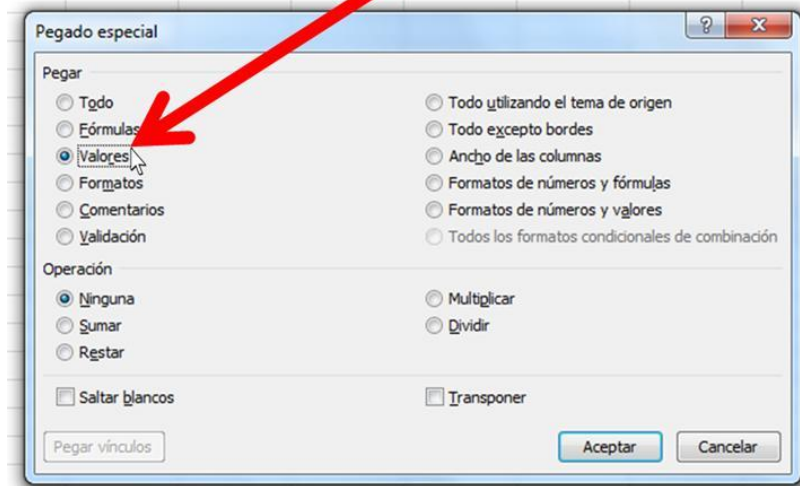 Pegado especial
Pegar
Todo
Fórmulas
Valores
Formatos
Comentarios
Validación
Todo utilizando el tema de origen
Todo excepto bordes
Ancho de las columnas
Formatos de números y fórmulas
Formatos de números y valores
Todos los formatos condicionales de combinación
Operación
Ninguna
Sumar
Restar
Multiplicar
Dividir
Saltar blancos
Transponer
Pegar vínculos
Aceptar
Cancelar